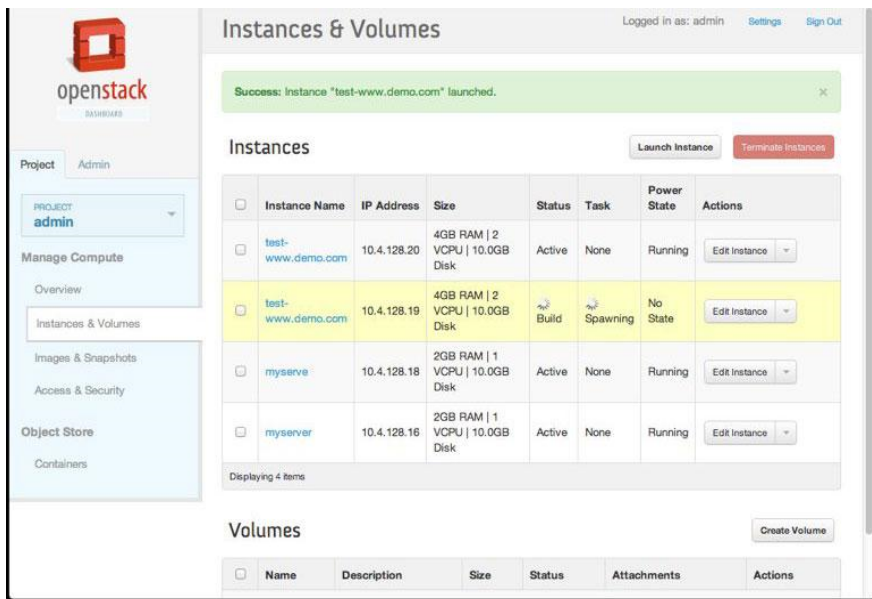 Instances & Volumes
Logged in as: admin Settings Sign Out
openstack
DASHBOARD
Success: Instance "test-www.demo.com" launched. ×
Project Admin
PROJECT
admin
Manage Compute
Overview
Instances & Volumes
Images & Snapshots
Access & Security
Object Store
Containers
Instances
Launch Instance Terminate Instances
Instance Name IP Address Size Status Task Power State Actions
test-
www.demo.com 10.4.128.20 4GB RAM | 2
VCPU | 10.0GB
Disk Active None Running Edit Instance
test-
www.demo.com 10.4.128.19 4GB RAM | 2
VCPU | 10.0GB
Disk Build Spawning No
State Edit Instance
myserve 10.4.128.18 2GB RAM | 1
VCPU | 10.0GB
Disk Active None Running Edit Instance
myserver 10.4.128.16 2GB RAM | 1
VCPU | 10.0GB
Disk Active None Running Edit Instance
Displaying 4 items
Volumes
Create Volume
Name Description Size Status Attachments Actions